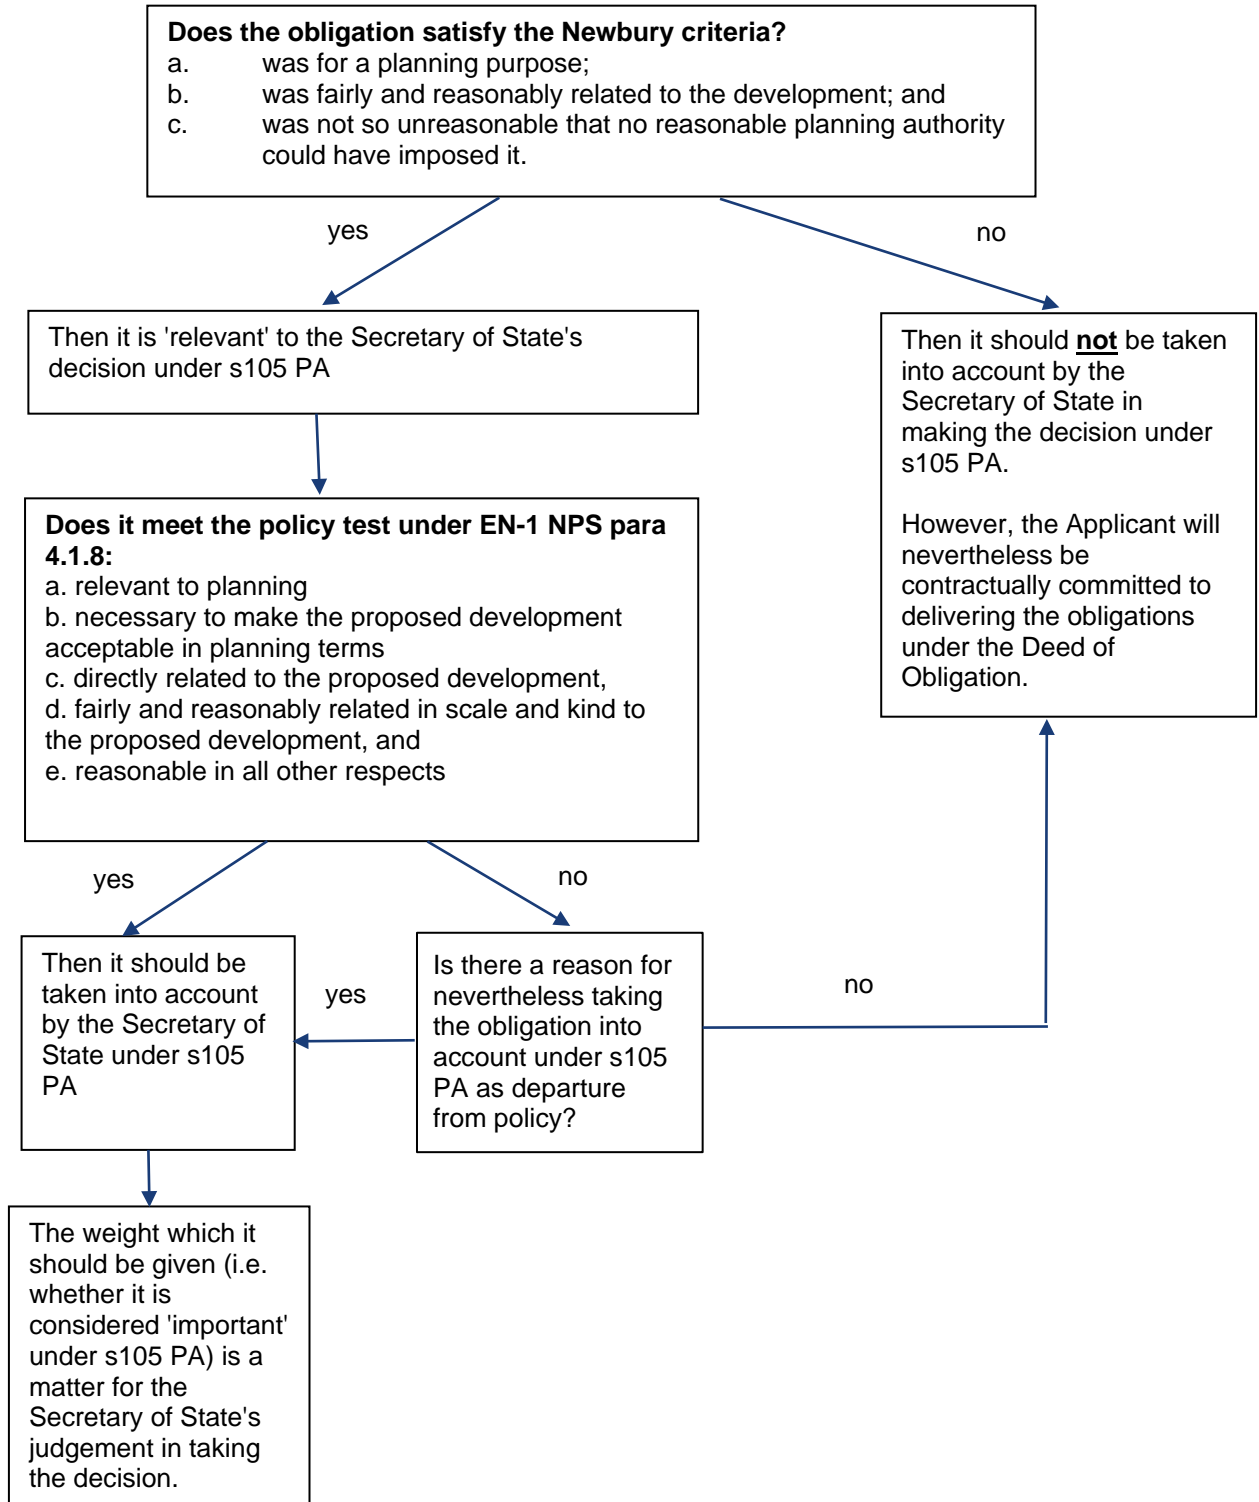 Does the obligation satisfy the Newbury criteria?
a. was for a planning purpose;
b. was fairly and reasonably related to the development; and
c. was not so unreasonable that no reasonable planning authority
could have imposed it.
yes
no
Then it is 'relevant' to the Secretary of State's
decision under s105 PA
Then it should not be taken
into account by the
Secretary of State in
making the decision under
s105 PA.
However, the Applicant will
nevertheless be
contractually committed to
delivering the obligations
under the Deed of
Obligation.
Does it meet the policy test under EN-1 NPS para
4.1.8:
a. relevant to planning
b. necessary to make the proposed development
acceptable in planning terms
c. directly related to the proposed development,
d. fairly and reasonably related in scale and kind to
the proposed development, and
e. reasonable in all other respects
yes
no
Then it should be
taken into account
by the Secretary of
State under s105
PA
yes
Is there a reason for
nevertheless taking
the obligation into
account under s105
PA as departure
from policy?
no
The weight which it
should be given (i.e.
whether it is
considered 'important'
under s105 PA) is a
matter for the
Secretary of State's
judgement in taking
the decision.